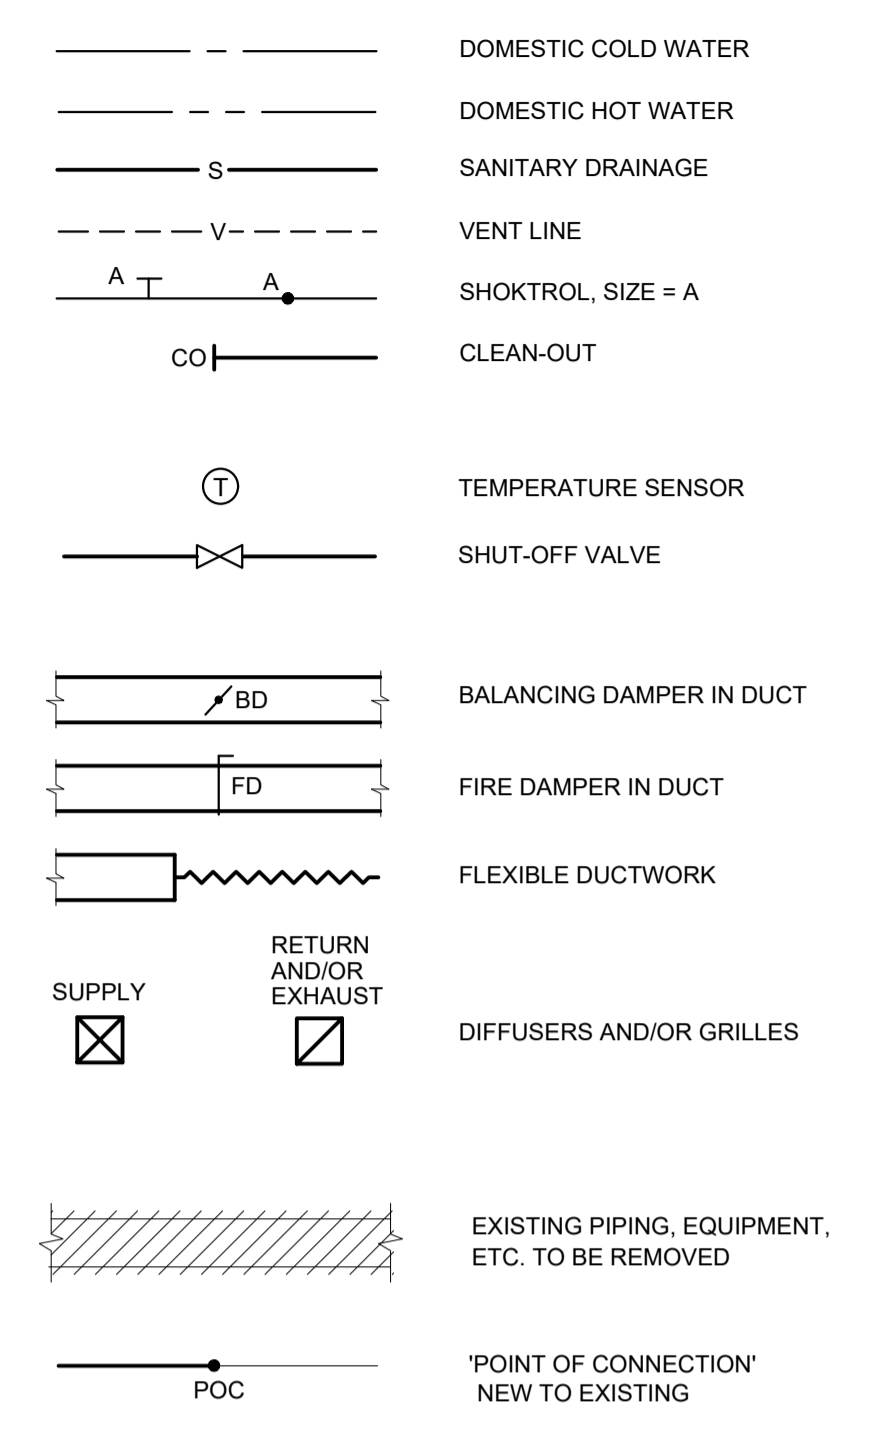 DOMESTIC COLD WATER
DOMESTIC HOT WATER
S SANITARY DRAINAGE
V VENT LINE
A A SHOKTROL, SIZE = A
CO CLEAN-OUT
T TEMPERATURE SENSOR
SHUT-OFF VALVE
BD BALANCING DAMPER IN DUCT
FD FIRE DAMPER IN DUCT
FLEXIBLE DUCTWORK
SUPPLY
RETURN
AND/OR
EXHAUST
DIFFUSERS AND/OR GRILLES
EXISTING PIPING, EQUIPMENT,
ETC. TO BE REMOVED
POC
'POINT OF CONNECTION'
NEW TO EXISTING